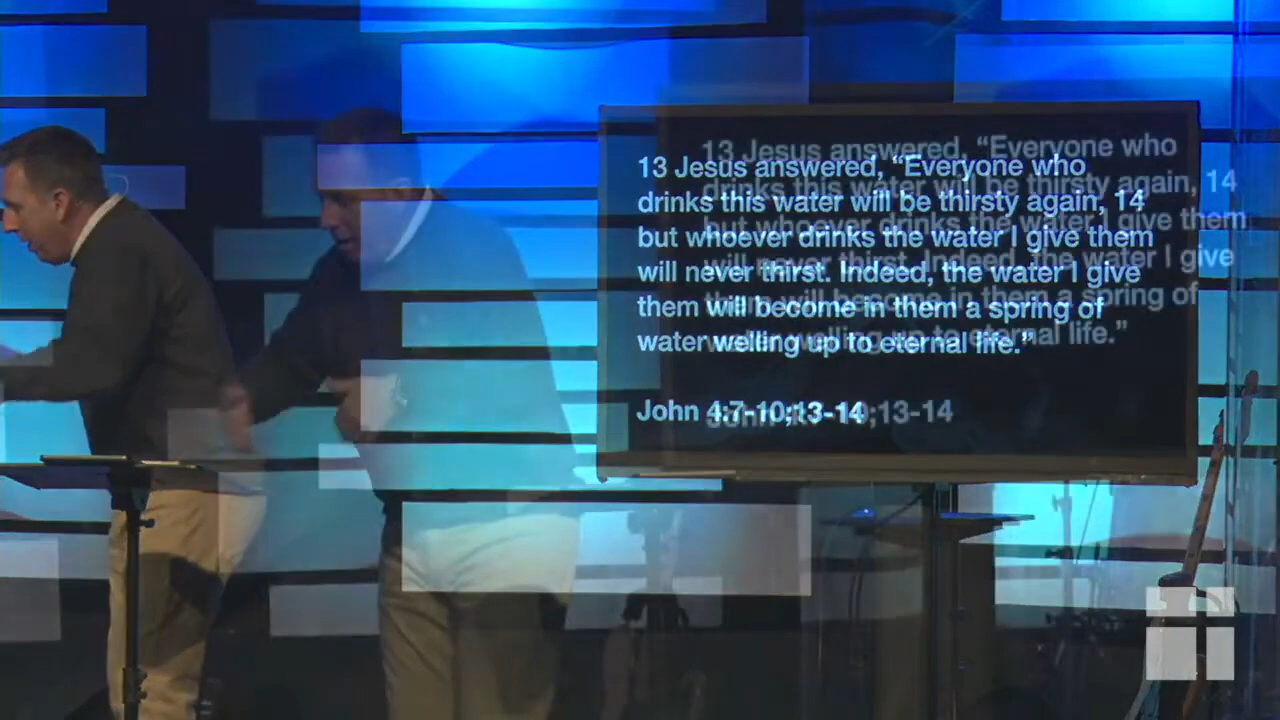 13 Jesus answered, “Everyone who
drinks this water will be thirsty again, 14
but whoever drinks the water I give them
will never thirst. Indeed, the water I give
them will become in them a spring of
water welling up to eternal life.”
John 4:7-10;13-14